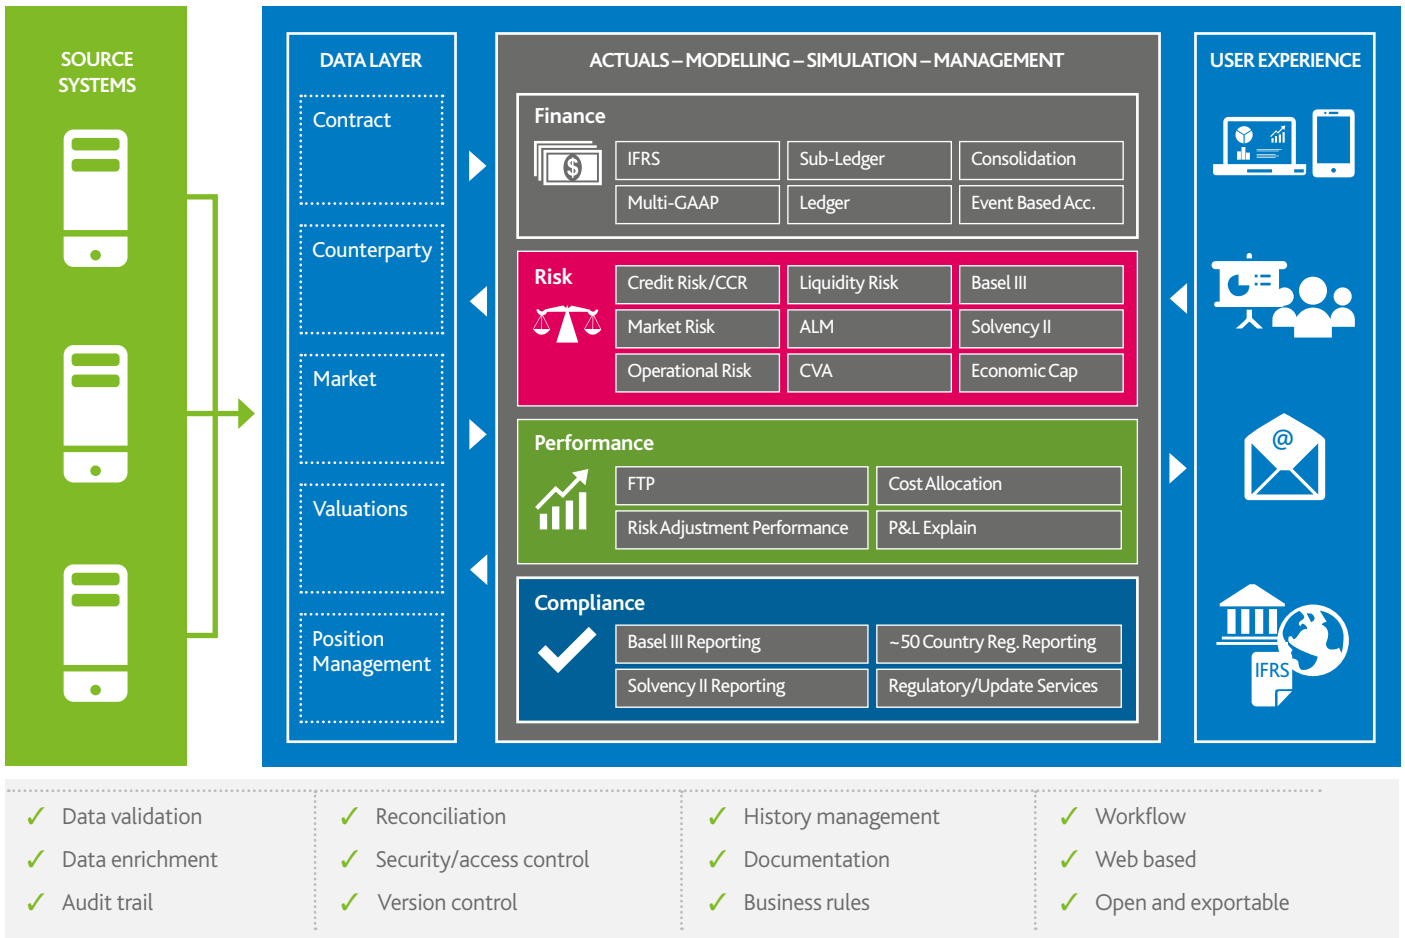 SOURCE
SYSTEMS
DATA LAYER
Contract
Counterparty
Market
Valuations
Position
Management
ACTUALS – MODELLING – SIMULATION – MANAGEMENT
Finance
$
IFRS
Sub-Ledger
Consolidation
Multi-GAAP
Ledger
Event Based Acc.
Risk
Credit Risk/CCR
Liquidity Risk
Basel III
Market Risk
ALM
Solvency II
Operational Risk
CVA
Economic Cap
Performance
FTP
Cost Allocation
Risk Adjustment Performance
P&L Explain
Compliance
Basel III Reporting
~50 Country Reg. Reporting
Solvency II Reporting
Regulatory/Update Services
USER EXPERIENCE
@
IFRS
✓ Data validation
✓ Data enrichment
✓ Audit trail
✓ Reconciliation
✓ Security/access control
✓ Version control
✓ History management
✓ Documentation
✓ Business rules
✓ Workflow
✓ Web based
✓ Open and exportable